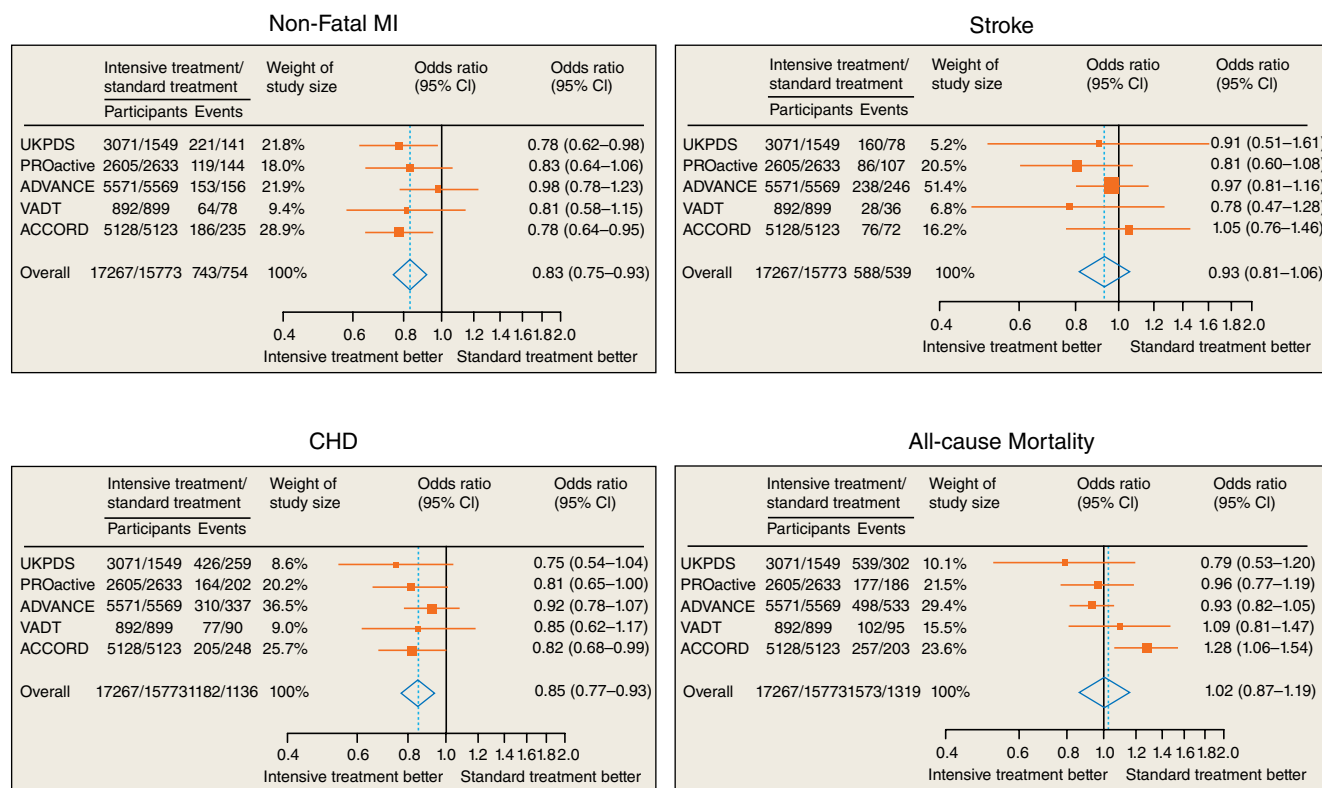 Non-Fatal MI
Intensive treatment/ Weight of Odds ratio Odds ratio
standard treatment study size (95% CI) (95% CI)
Participants Events
UKPDS 3071/1549 221/141 21.8% 0.78 (0.62–0.98)
PROactive 2605/2633 119/144 18.0% 0.83 (0.64–1.06)
ADVANCE 5571/5569 153/156 21.9% 0.98 (0.78–1.23)
VADT 892/899 64/78 9.4% 0.81 (0.58–1.15)
ACCORD 5128/5123 186/235 28.9% 0.78 (0.64–0.95)
Overall 17267/15773 743/754 100% 0.83 (0.75–0.93)
0.4 0.6 0.8 1.0 1.2 1.4 1.6 1.8 2.0
Intensive treatment better Standard treatment better
Stroke
Intensive treatment/ Weight of Odds ratio Odds ratio
standard treatment study size (95% CI) (95% CI)
Participants Events
UKPDS 3071/1549 160/78 5.2% 0.91 (0.51–1.61)
PROactive 2605/2633 86/107 20.5% 0.81 (0.60–1.08)
ADVANCE 5571/5569 238/246 51.4% 0.97 (0.81–1.16)
VADT 892/899 28/36 6.8% 0.78 (0.47–1.28)
ACCORD 5128/5123 76/72 16.2% 1.05 (0.76–1.46)
Overall 17267/15773 588/539 100% 0.93 (0.81–1.06)
0.4 0.6 0.8 1.0 1.2 1.4 1.6 1.8 2.0
Intensive treatment better Standard treatment better
CHD
Intensive treatment/ Weight of Odds ratio Odds ratio
standard treatment study size (95% CI) (95% CI)
Participants Events
UKPDS 3071/1549 426/259 8.6% 0.75 (0.54–1.04)
PROactive 2605/2633 164/202 20.2% 0.81 (0.65–1.00)
ADVANCE 5571/5569 310/337 36.5% 0.92 (0.78–1.07)
VADT 892/899 77/90 9.0% 0.85 (0.62–1.17)
ACCORD 5128/5123 205/248 25.7% 0.82 (0.68–0.99)
Overall 17267/15773 1182/1136 100% 0.85 (0.77–0.93)
0.4 0.6 0.8 1.0 1.2 1.4 1.6 1.8 2.0
Intensive treatment better Standard treatment better
All-cause Mortality
Intensive treatment/ Weight of Odds ratio Odds ratio
standard treatment study size (95% CI) (95% CI)
Participants Events
UKPDS 3071/1549 539/302 10.1% 0.79 (0.53–1.20)
PROactive 2605/2633 177/186 21.5% 0.96 (0.77–1.19)
ADVANCE 5571/5569 498/533 29.4% 0.93 (0.82–1.05)
VADT 892/899 102/95 15.5% 1.09 (0.81–1.47)
ACCORD 5128/5123 257/203 23.6% 1.28 (1.06–1.54)
Overall 17267/15773 1573/1319 100% 1.02 (0.87–1.19)
0.4 0.6 0.8 1.0 1.2 1.4 1.6 1.8 2.0
Intensive treatment better Standard treatment better